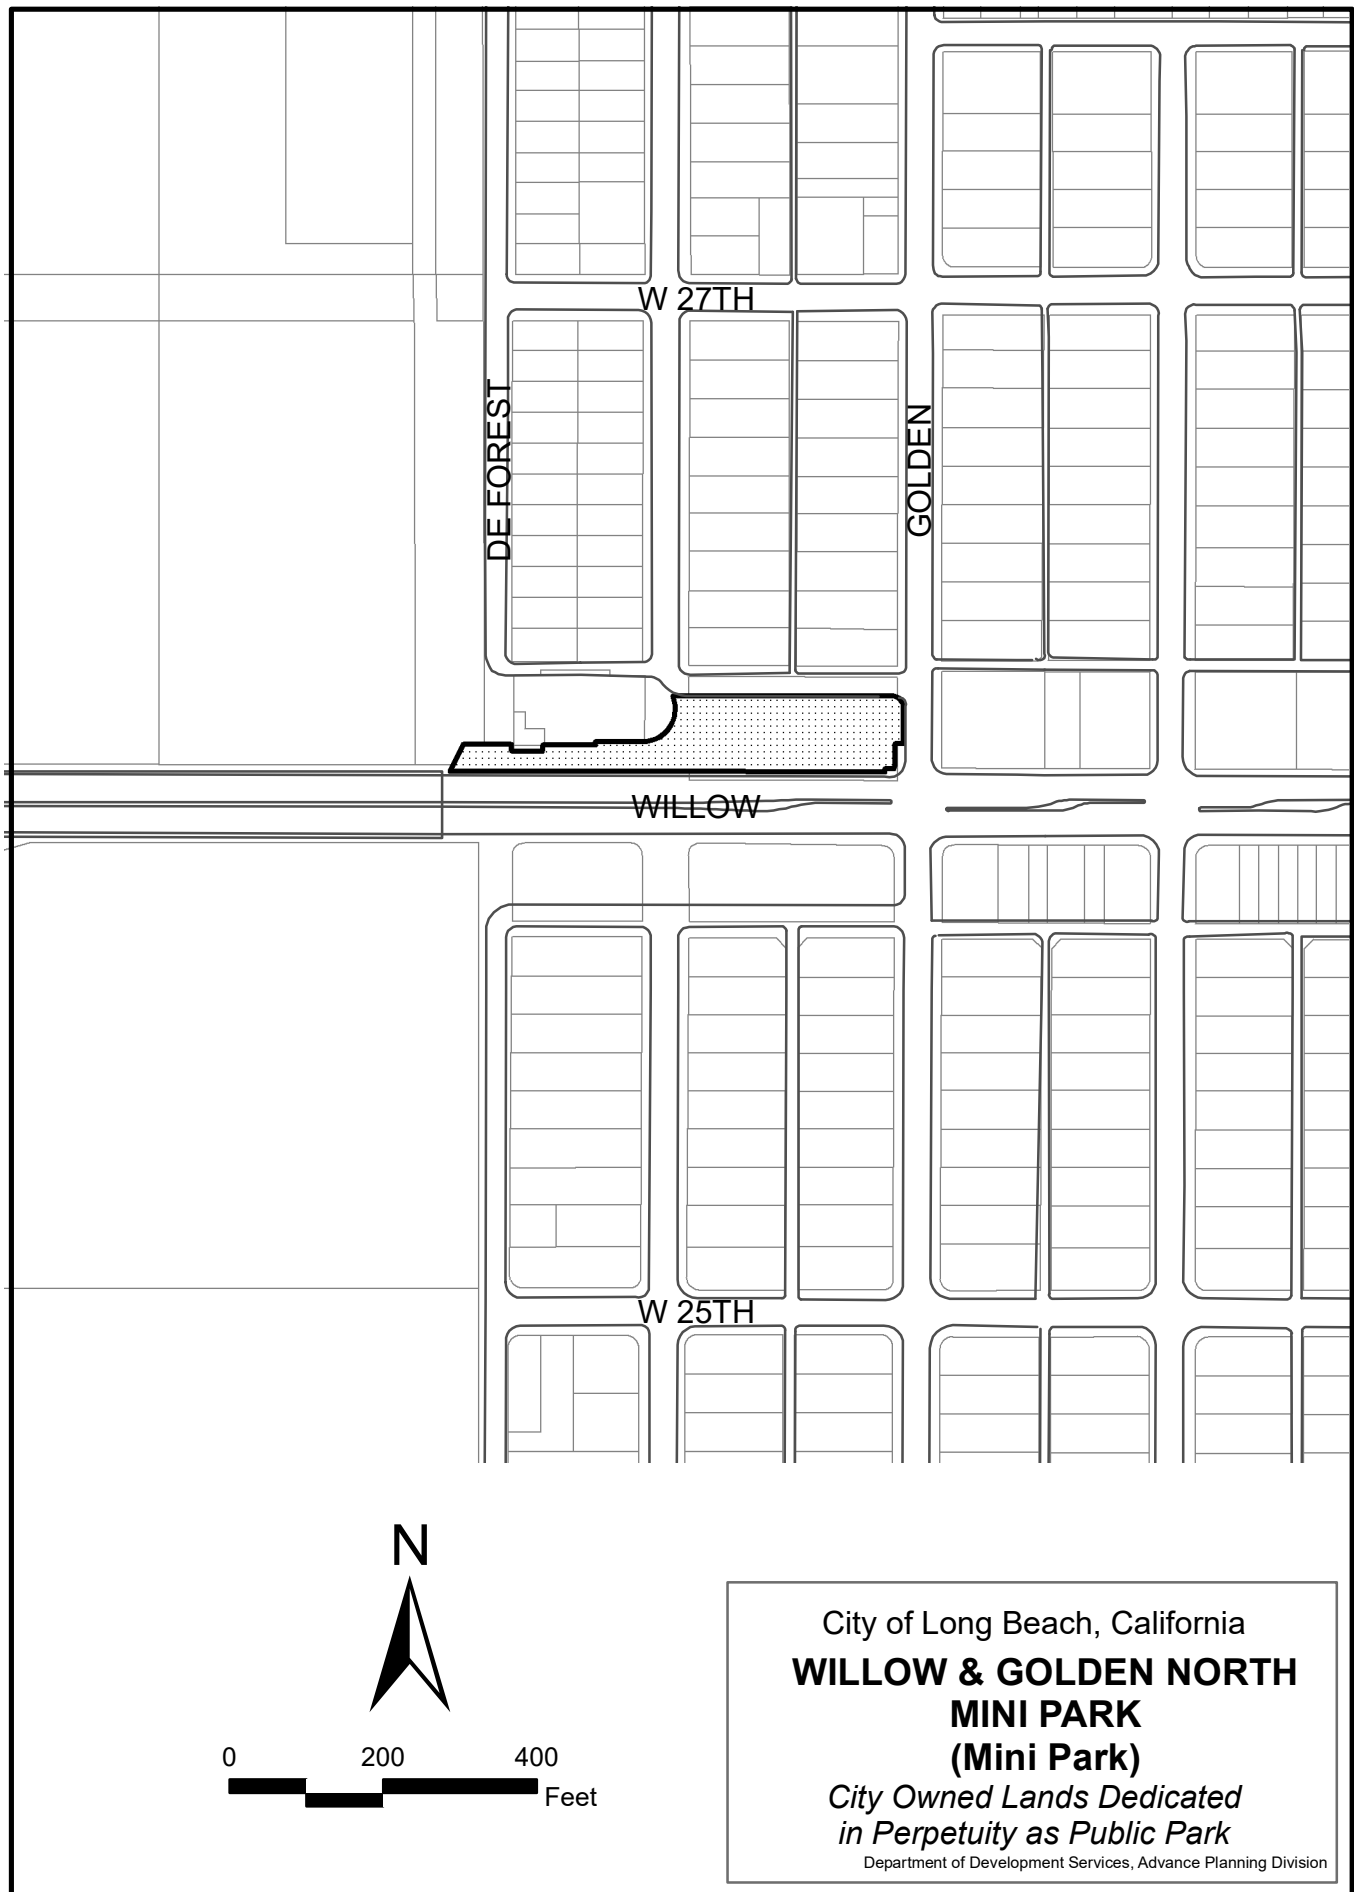 W 27TH
DE FOREST
GOLDEN
WILLOW
W 25TH
N
0 200 400
Feet
City of Long Beach, California
WILLOW & GOLDEN NORTH
MINI PARK
(Mini Park)
City Owned Lands Dedicated
in Perpetuity as Public Park
Department of Development Services, Advance Planning Division